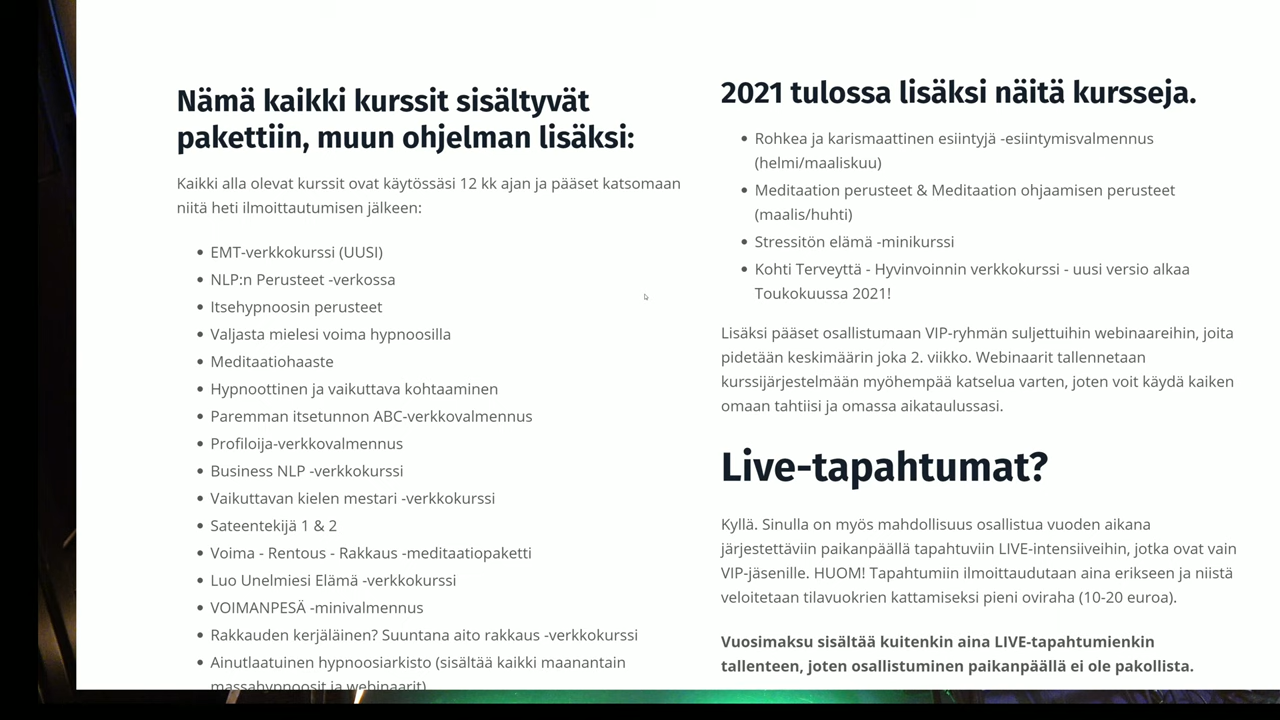 Nämä kaikki kurssit sisältyvät
pakettiin, muun ohjelman lisäksi:
Kaikki alla olevat kurssit ovat käytössäsi 12 kk ajan ja pääset katsomaan
niitä heti ilmoittautumisen jälkeen:
• EMT-verkkokurssi (UUSI)
• NLP:n Perusteet -verkossa
• Itsehypnoosin perusteet
• Valjasta mielesi voima hypnoosilla
• Meditaatiohaaste
• Hypnoottinen ja vaikuttava kohtaaminen
• Paremman itsetunnon ABC-verkkovalmennus
• Profiloija-verkkovalmennus
• Business NLP -verkkokurssi
• Vaikuttavan kielen mestari -verkkokurssi
• Sateentekijä 1 & 2
• Voima - Rentous - Rakkaus -meditaatiopaketti
• Luo Unelmiesi Elämä -verkkokurssi
• VOIMANPESÄ -minivalmennus
• Rakkauden kerjäläinen? Suuntana aito rakkaus -verkkokurssi
• Ainutlaatuinen hypnoosiarkisto (sisältää kaikki maanantain
massahypnoosit ja webinaarit)
2021 tulossa lisäksi näitä kursseja.
• Rohkea ja karismaattinen esiintyjä -esiintymisvalmennus
(helmi/maaliskuu)
• Meditaation perusteet & Meditaation ohjaamisen perusteet
(maalis/huhti)
• Stressitön elämä -minikurssi
• Kohti Terveyttä - Hyvinvoinnin verkkokurssi - uusi versio alkaa
Toukokuussa 2021!
Lisäksi pääset osallistumaan VIP-ryhmän suljettuihin webinaareihin, joita
pidetään keskimäärin joka 2. viikko. Webinaarit tallennetaan
kurssijärjestelmään myöhempää katselua varten, joten voit käydä kaiken
omaan tahtiisi ja omassa aikataulussasi.
Live-tapahtumat?
Kyllä. Sinulla on myös mahdollisuus osallistua vuoden aikana
järjestettäviin paikanpäällä tapahtuviin LIVE-intensiiveihin, jotka ovat vain
VIP-jäsenille. HUOM! Tapahtumiin ilmoittaudutaan aina erikseen ja niistä
veloitetaan tilavuokrien kattamiseksi pieni oviraha (10-20 euroa).
Vuosimaksu sisältää kuitenkin aina LIVE-tapahtumienkin
tallenteen, joten osallistuminen paikanpäällä ei ole pakollista.